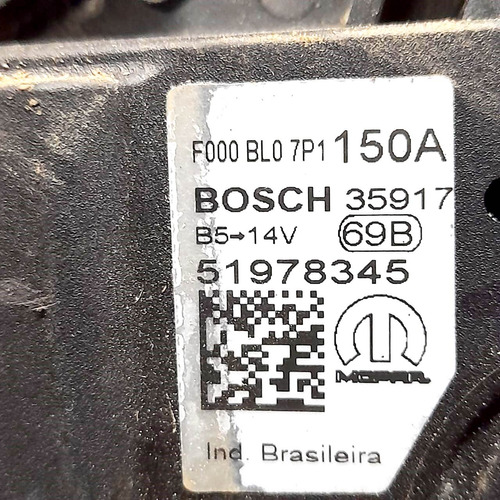 F000 BL0 7P1 150A
BOSCH 35917
B5→14V 69B
51978345
MOPAR
Ind. Brasileira